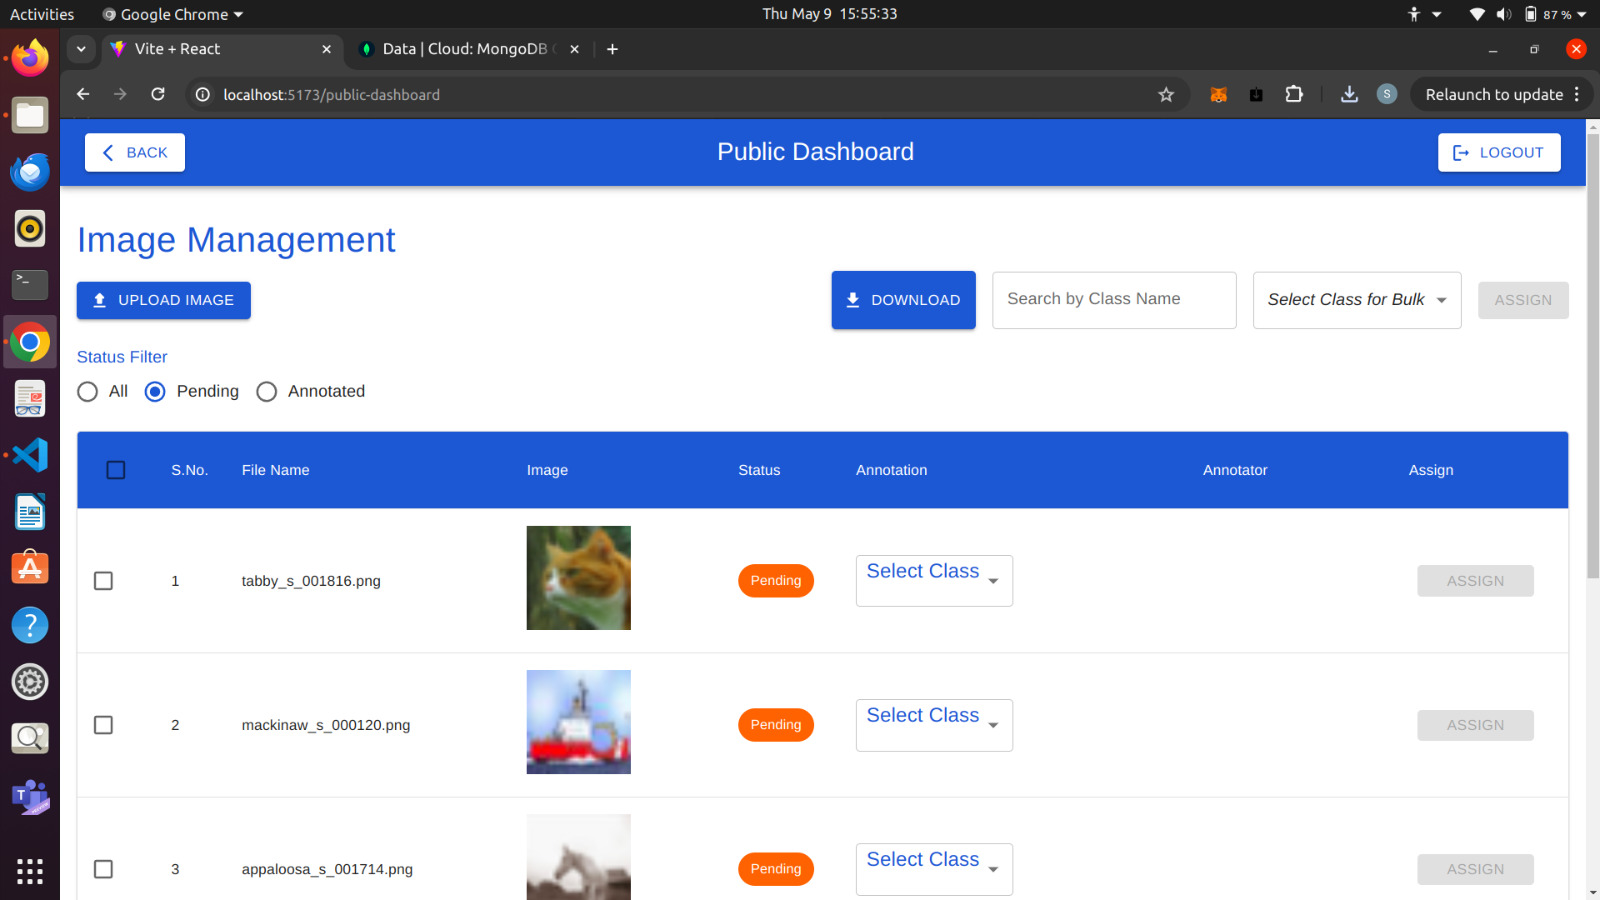 Activities Google Chrome Thu May 9 15:55:33 87 %
Vite + React Data | Cloud: MongoDB
localhost:5173/public-dashboard S Relaunch to update
BACK Public Dashboard LOGOUT
Image Management
UPLOAD IMAGE DOWNLOAD Search by Class Name Select Class for Bulk ASSIGN
Status Filter
All Pending Annotated
S.No. File Name Image Status Annotation Annotator Assign
1 tabby_s_001816.png Pending Select Class ASSIGN
2 mackinaw_s_000120.png Pending Select Class ASSIGN
3 appaloosa_s_001714.png Pending Select Class ASSIGN